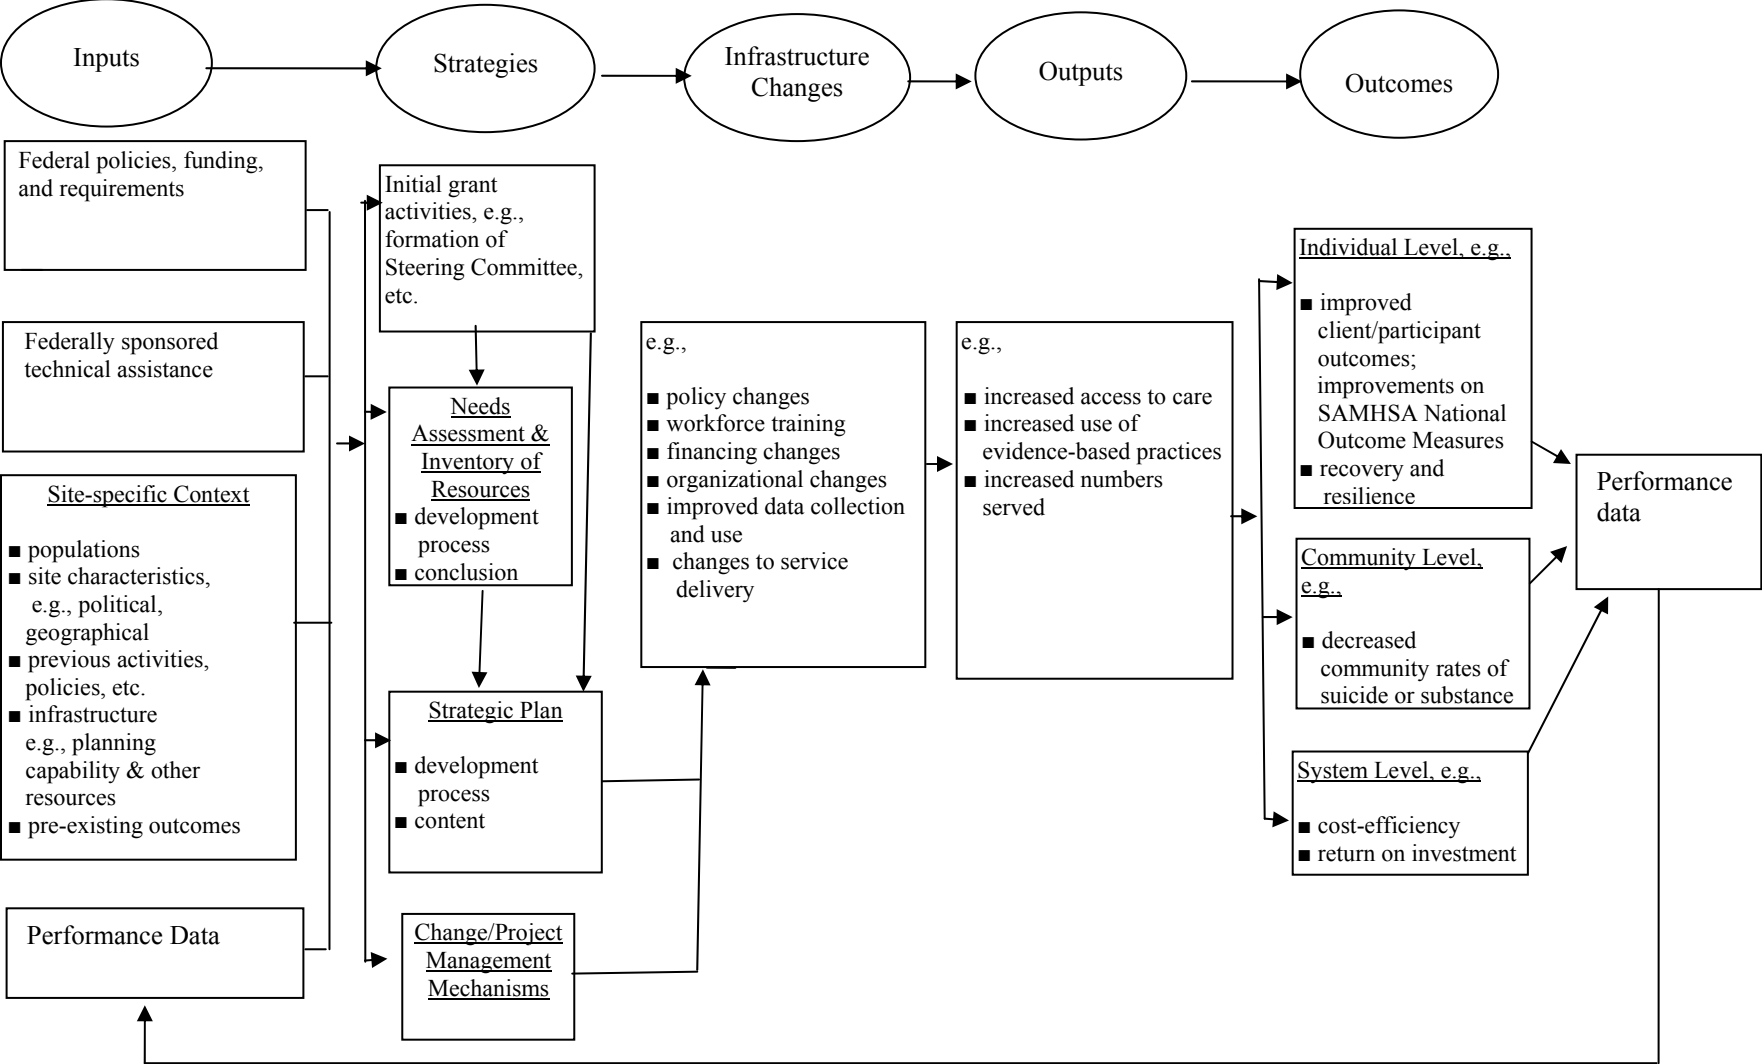 Inputs
Strategies
Infrastructure
Changes
Outputs
Outcomes
Federal policies, funding,
and requirements
Federally sponsored
technical assistance
Site-specific Context
■ populations
■ site characteristics,
e.g., political,
geographical
■ previous activities,
policies, etc.
■ infrastructure
e.g., planning
capability & other
resources
■ pre-existing outcomes
Performance Data
Initial grant
activities, e.g.,
formation of
Steering Committee,
etc.
Needs
Assessment &
Inventory of
Resources
■ development
process
■ conclusion
Strategic Plan
■ development
process
■ content
Change/Project
Management
Mechanisms
e.g.,
■ policy changes
■ workforce training
■ financing changes
■ organizational changes
■ improved data collection
and use
■ changes to service
delivery
e.g.,
■ increased access to care
■ increased use of
evidence-based practices
■ increased numbers
served
Individual Level, e.g.,
■ improved
client/participant
outcomes;
improvements on
SAMHSA National
Outcome Measures
■ recovery and
resilience
Community Level,
e.g.,
■ decreased
community rates of
suicide or substance
System Level, e.g.,
■ cost-efficiency
■ return on investment
Performance
data